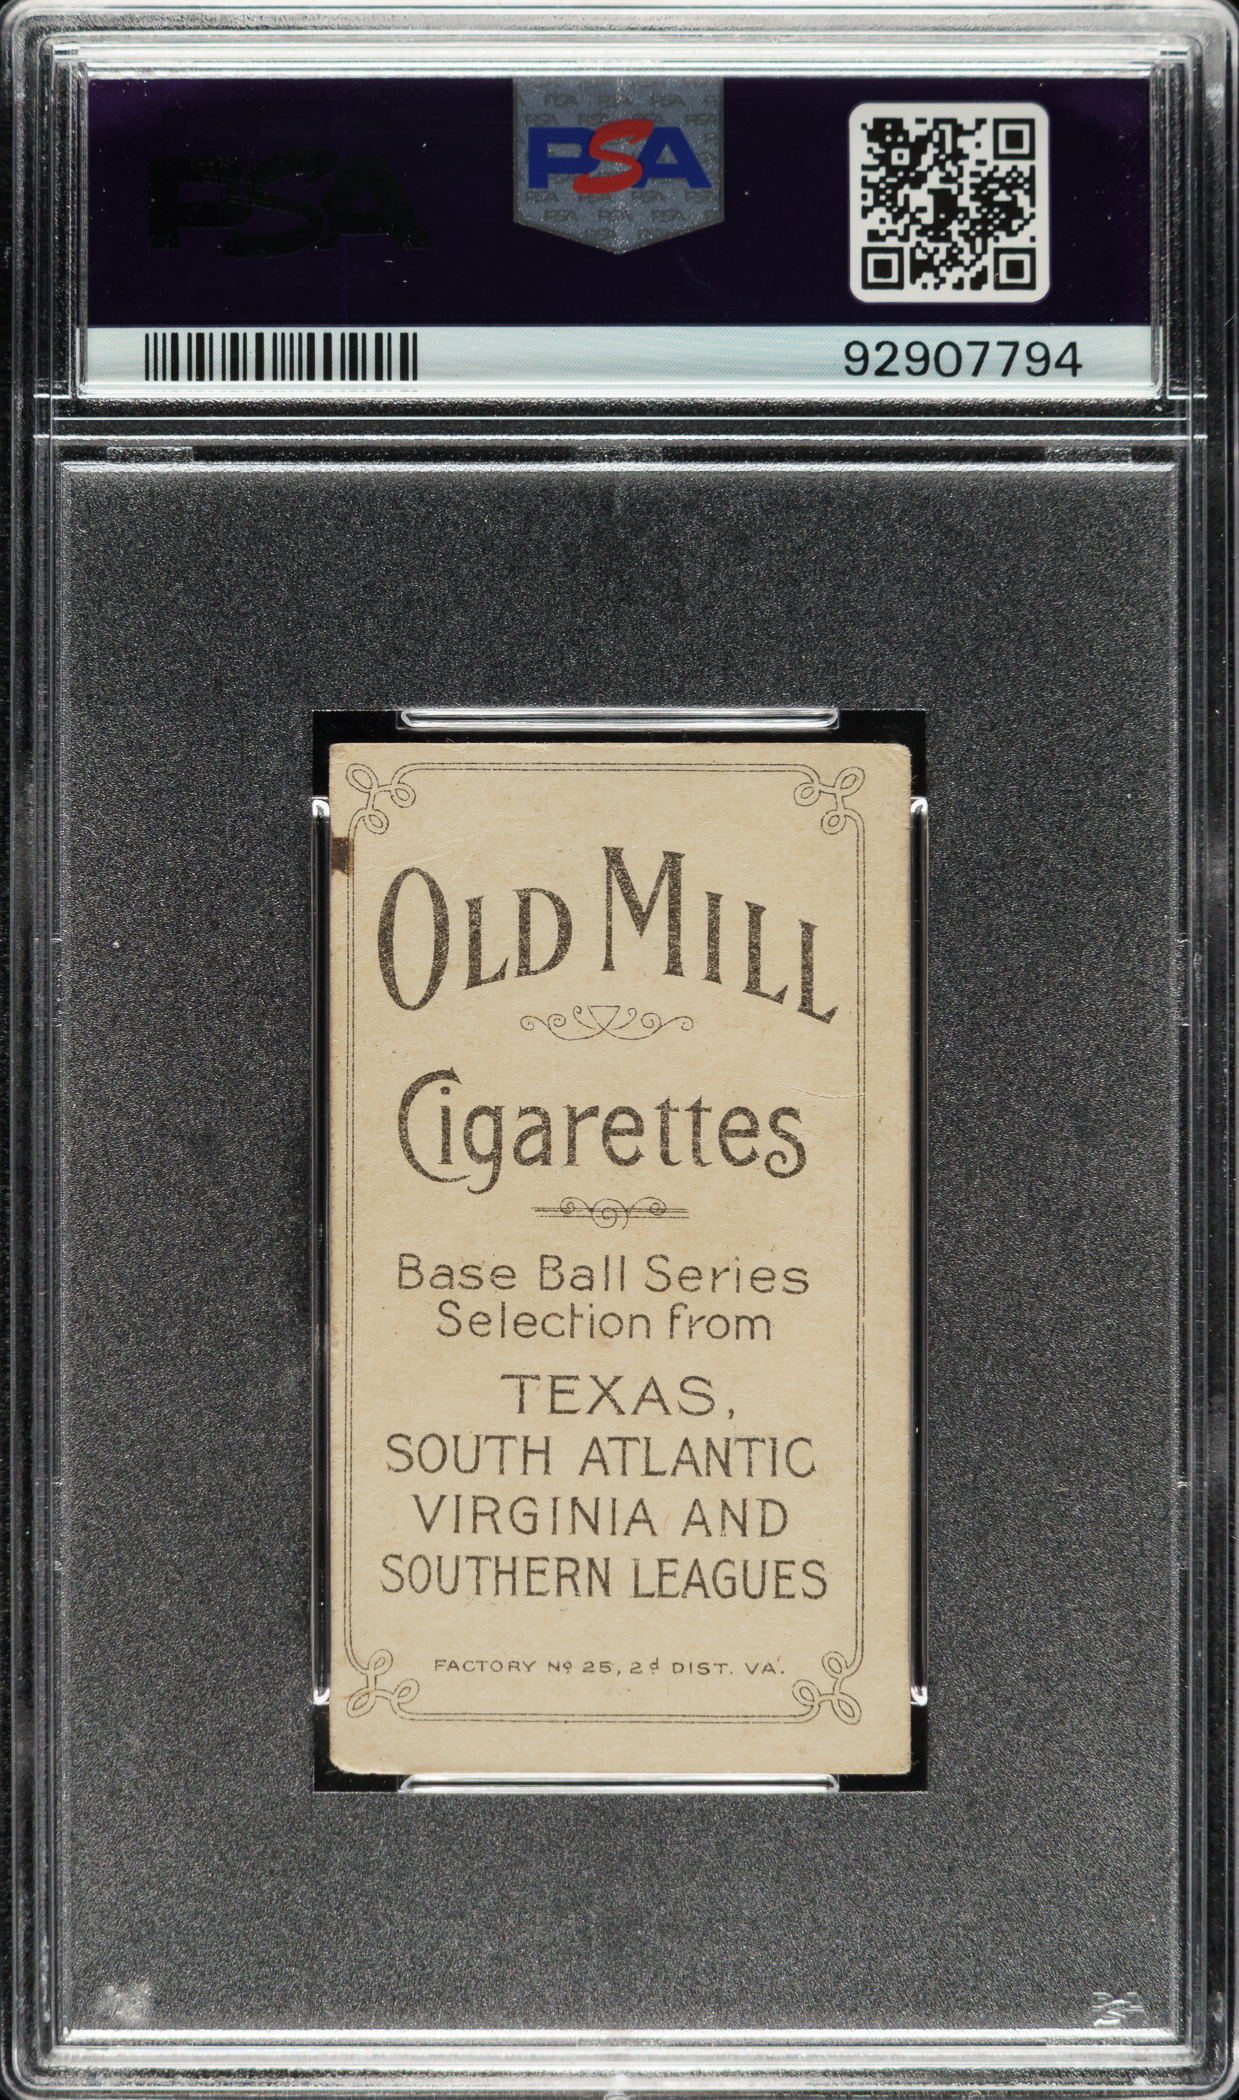 PSA
PSA
92907794
OLD MILL
Cigarettes
Base Ball Series
Selection from
TEXAS,
SOUTH ATLANTIC
VIRGINIA AND
SOUTHERN LEAGUES
FACTORY Nº 25, 2d DIST. VA.